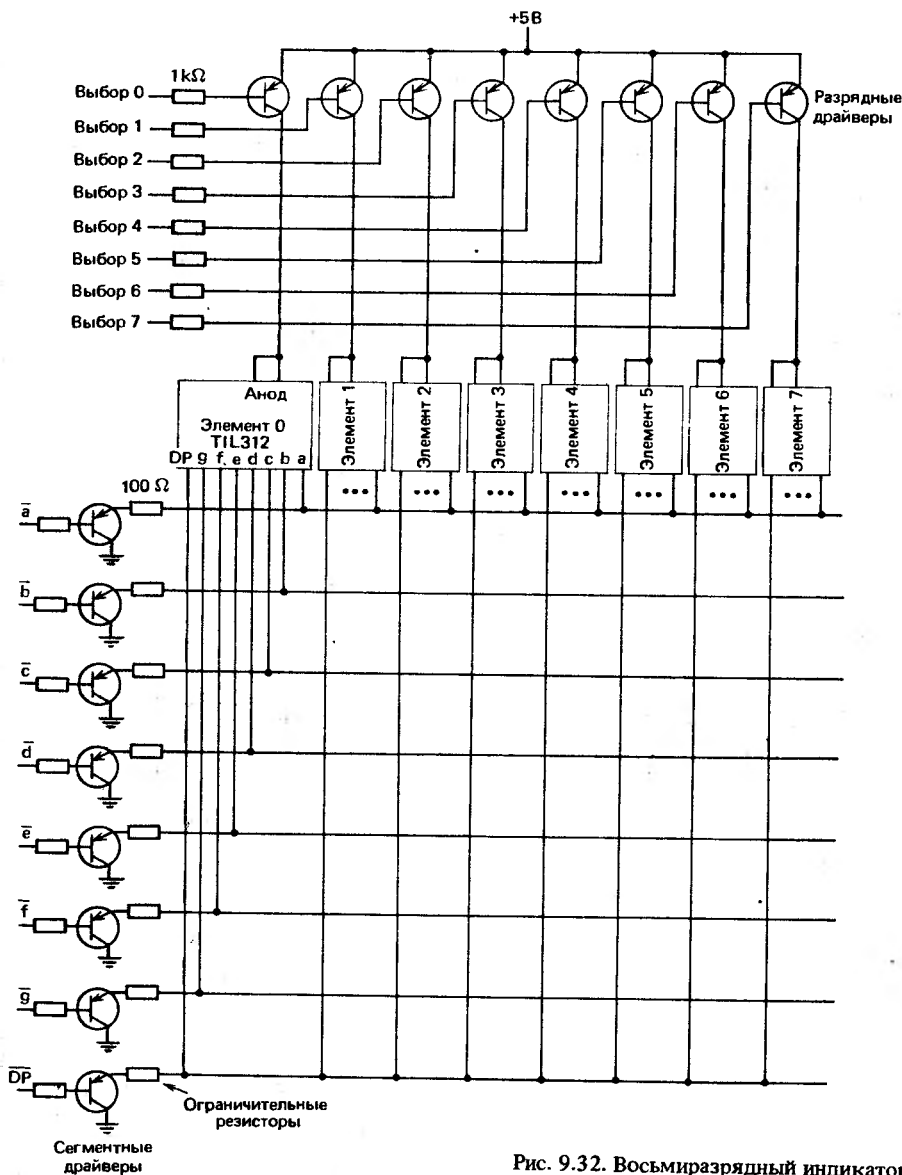 +5В
1kΩ
Выбор 0
Выбор 1
Выбор 2
Выбор 3
Выбор 4
Выбор 5
Выбор 6
Выбор 7
Разрядные
драйверы
Анод
Элемент 0
TIL312
DP g f e d c b a
Элемент 1
Элемент 2
Элемент 3
Элемент 4
Элемент 5
Элемент 6
Элемент 7
100 Ω
a̅
b̅
c̅
d̅
e̅
f̅
g̅
D̅P̅
Ограничительные
резисторы
Сегментные
драйверы
Рис. 9.32. Восьмиразрядный индикатор